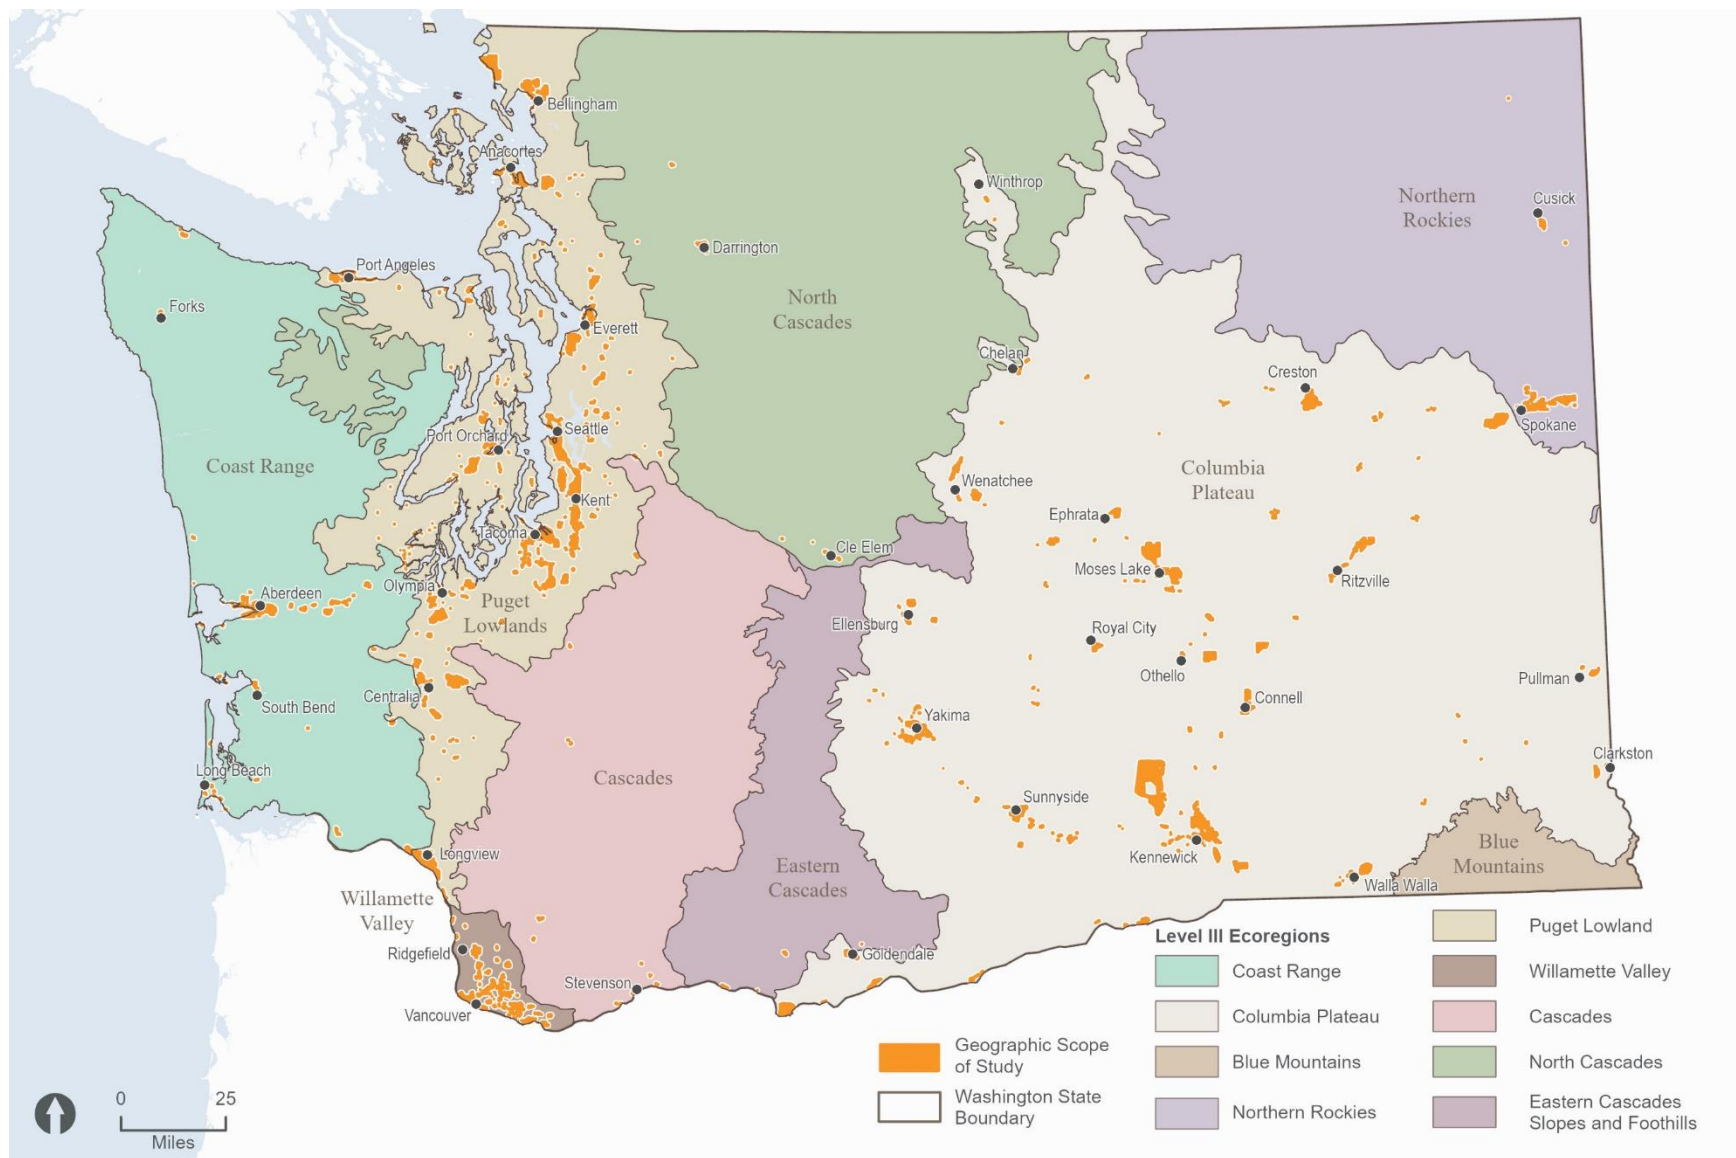 Bellingham
Anacortes
Winthrop
Northern
Rockies
Cusick
Darrington
Port Angeles
Forks
North
Cascades
Everett
Chelan
Creston
Spokane
Seattle
Port Orchard
Coast Range
Columbia
Plateau
Wenatchee
Kent
Ephrata
Tacoma
Cle Elem
Moses Lake
Ritzville
Olympia
Aberdeen
Puget
Lowlands
Ellensburg
Royal City
Othello
Pullman
Centralia
South Bend
Connell
Yakima
Clarkston
Long Beach
Cascades
Sunnyside
Blue
Mountains
Longview
Kennewick
Eastern
Cascades
Walla Walla
Willamette
Valley
Ridgefield
Goldendale
Stevenson
Vancouver
Level III Ecoregions
Coast Range
Columbia Plateau
Blue Mountains
Northern Rockies
Puget Lowland
Willamette Valley
Cascades
North Cascades
Eastern Cascades
Slopes and Foothills
Geographic Scope
of Study
Washington State
Boundary
0 25
Miles